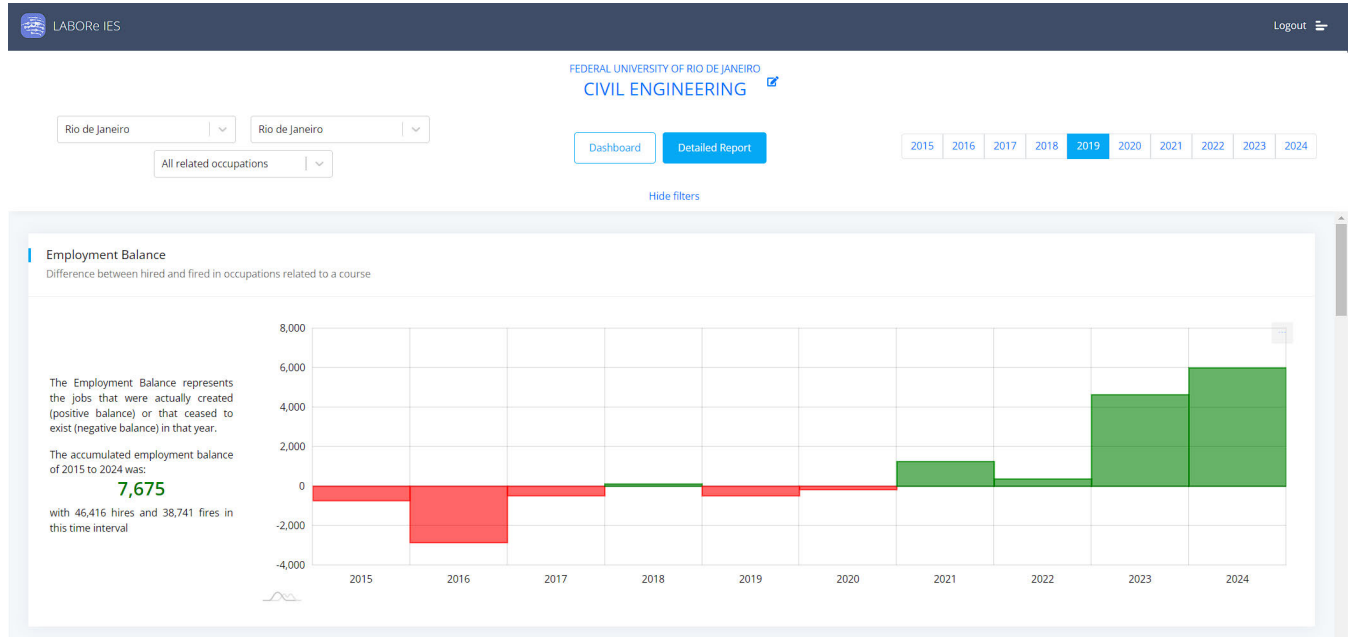 LABORe IES
Logout
FEDERAL UNIVERSITY OF RIO DE JANEIRO
CIVIL ENGINEERING
Rio de Janeiro
Rio de Janeiro
All related occupations
Dashboard
Detailed Report
2015 2016 2017 2018 2019 2020 2021 2022 2023 2024
Hide filters
Employment Balance
Difference between hired and fired in occupations related to a course
The Employment Balance represents
the jobs that were actually created
(positive balance) or that ceased to
exist (negative balance) in that year.
The accumulated employment balance
of 2015 to 2024 was:
7,675
with 46,416 hires and 38,741 fires in
this time interval
8,000
6,000
4,000
2,000
0
-2,000
-4,000
2015 2016 2017 2018 2019 2020 2021 2022 2023 2024